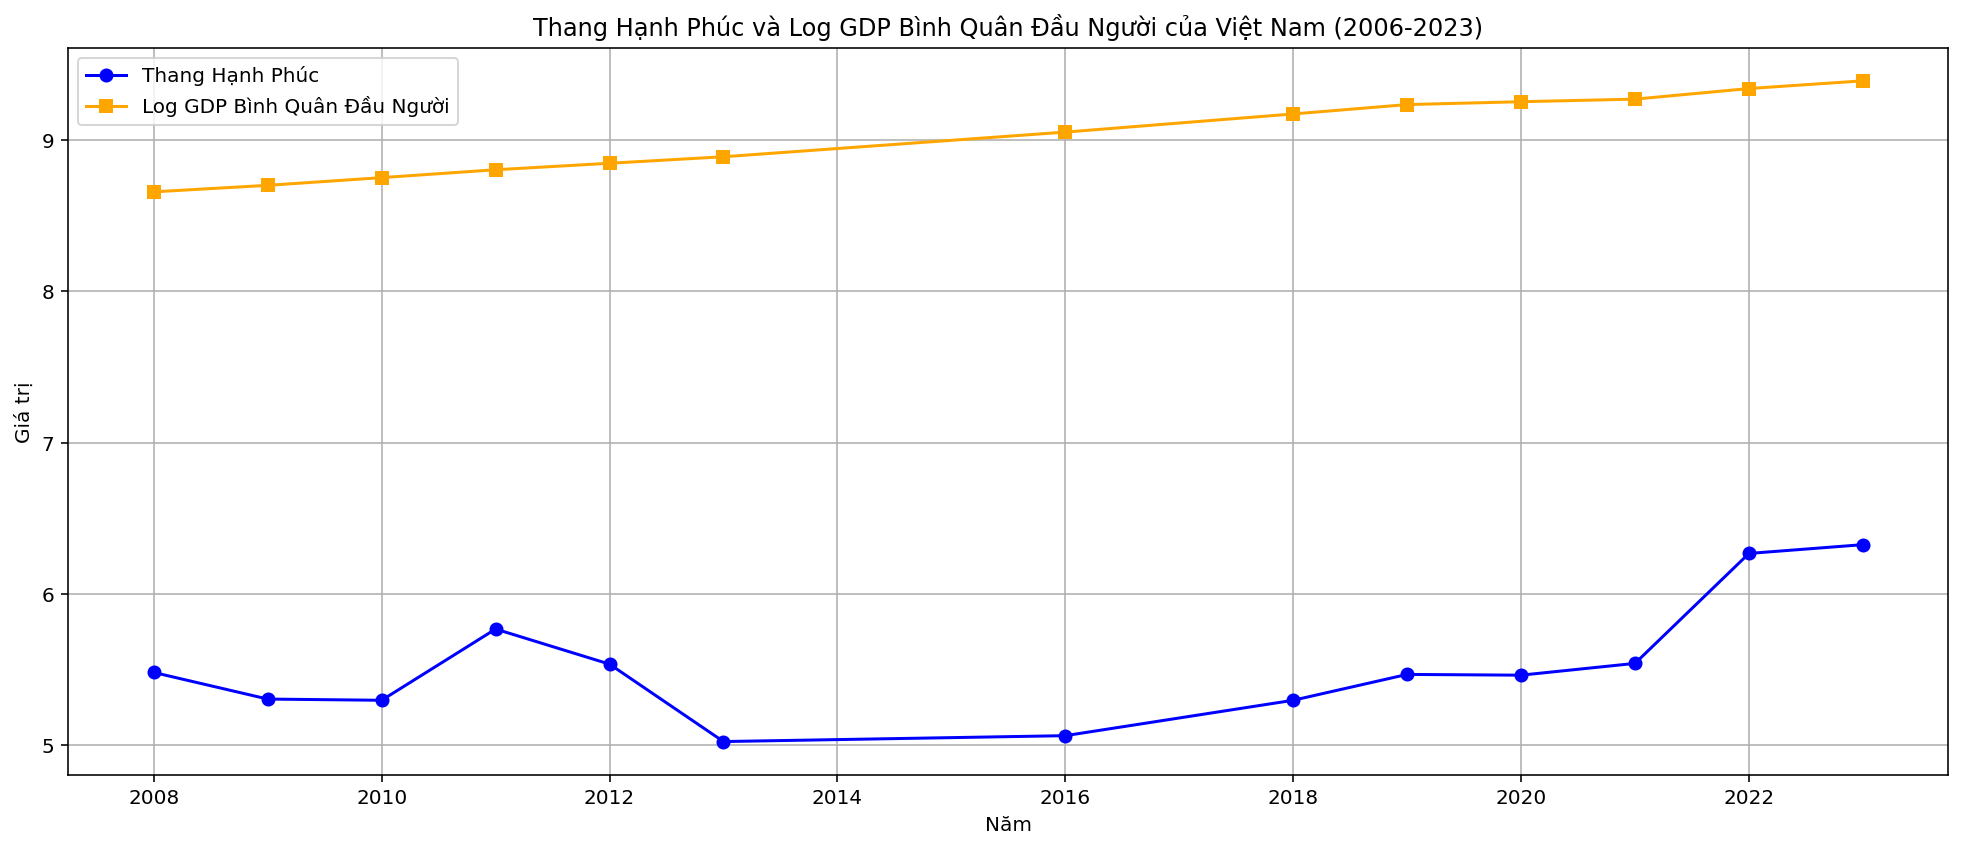 Thang Hạnh Phúc và Log GDP Bình Quân Đầu Người của Việt Nam (2006-2023)
Thang Hạnh Phúc
Log GDP Bình Quân Đầu Người
9
8
7
6
5
Giá trị
2008 2010 2012 2014 2016 2018 2020 2022
Năm